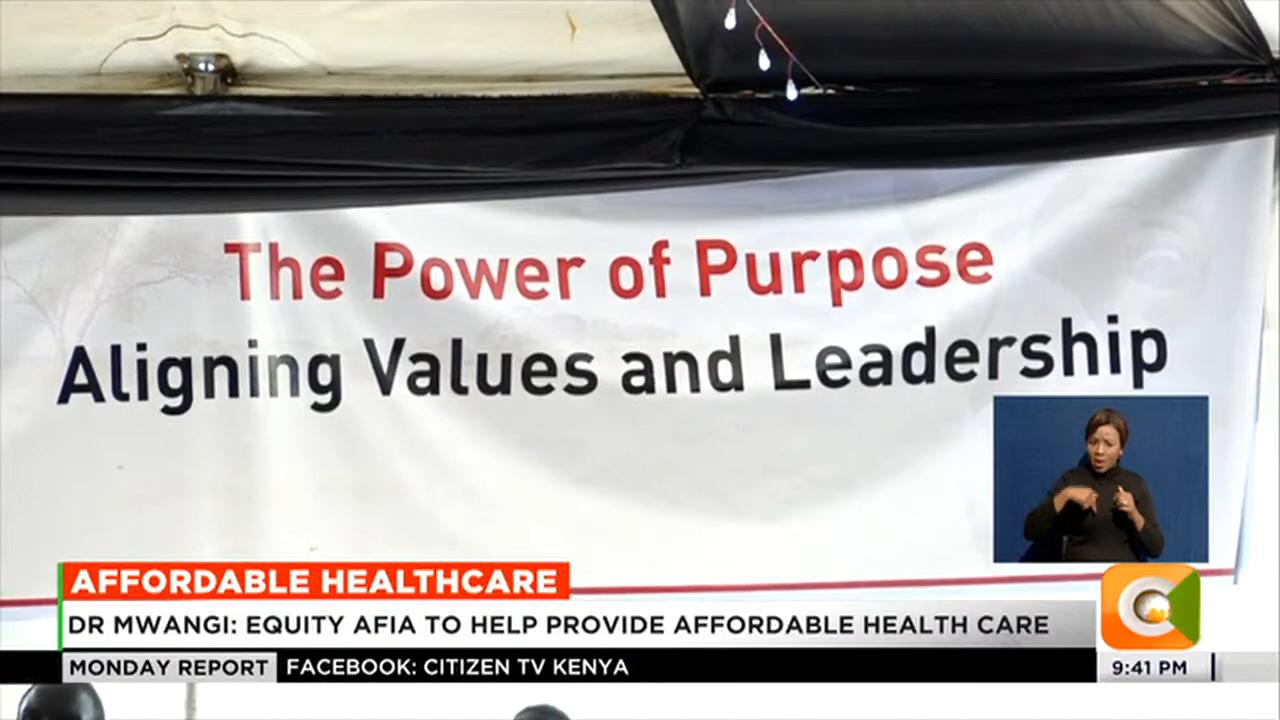 The Power of Purpose
Aligning Values and Leadership
AFFORDABLE HEALTHCARE
DR MWANGI: EQUITY AFIA TO HELP PROVIDE AFFORDABLE HEALTH CARE
MONDAY REPORT FACEBOOK: CITIZEN TV KENYA
9:41 PM